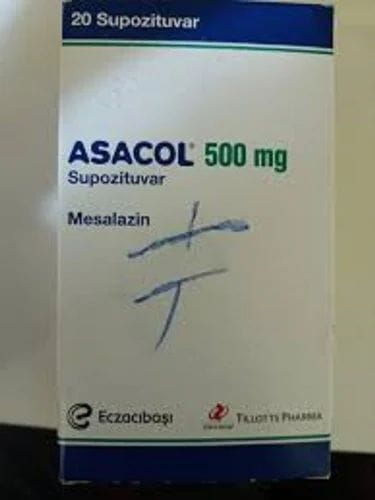 20 Supozituvar
ASACOL® 500 mg
Supozituvar
Mesalazin
Eczacıbaşı
TILLOTTS PHARMA